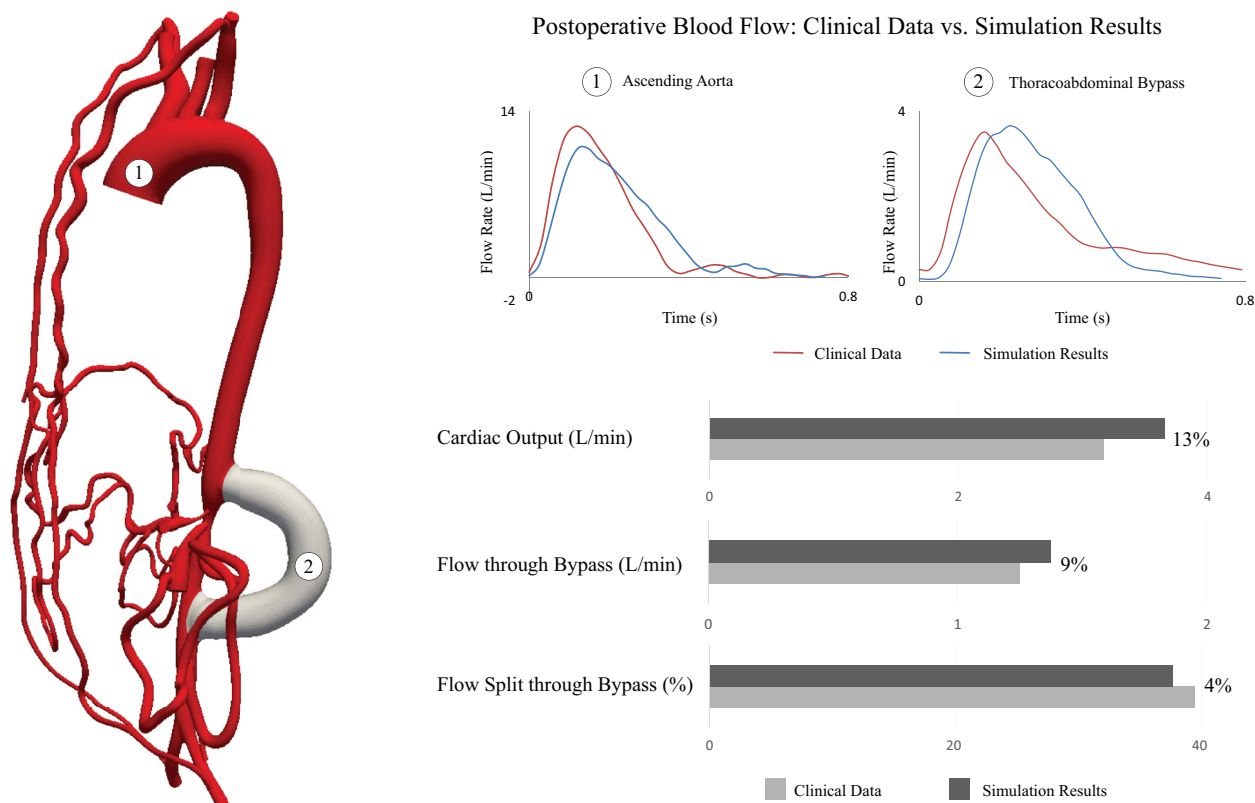 Postoperative Blood Flow: Clinical Data vs. Simulation Results
1 Ascending Aorta
14
Flow Rate (L/min)
-2
0
0.8
Time (s)
2 Thoracoabdominal Bypass
4
Flow Rate (L/min)
0
0
0.8
Time (s)
Clinical Data Simulation Results
1
2
Cardiac Output (L/min)
13%
0 2 4
Flow through Bypass (L/min)
9%
0 1 2
Flow Split through Bypass (%)
4%
0 20 40
Clinical Data Simulation Results